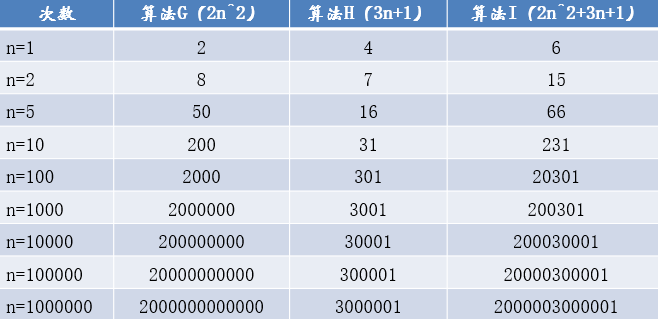 次数 算法G（2n^2） 算法H（3n+1） 算法I（2n^2+3n+1）
n=1 2 4 6
n=2 8 7 15
n=5 50 16 66
n=10 200 31 231
n=100 2000 301 20301
n=1000 2000000 3001 200301
n=10000 200000000 30001 200030001
n=100000 20000000000 300001 20000300001
n=1000000 2000000000000 3000001 2000003000001